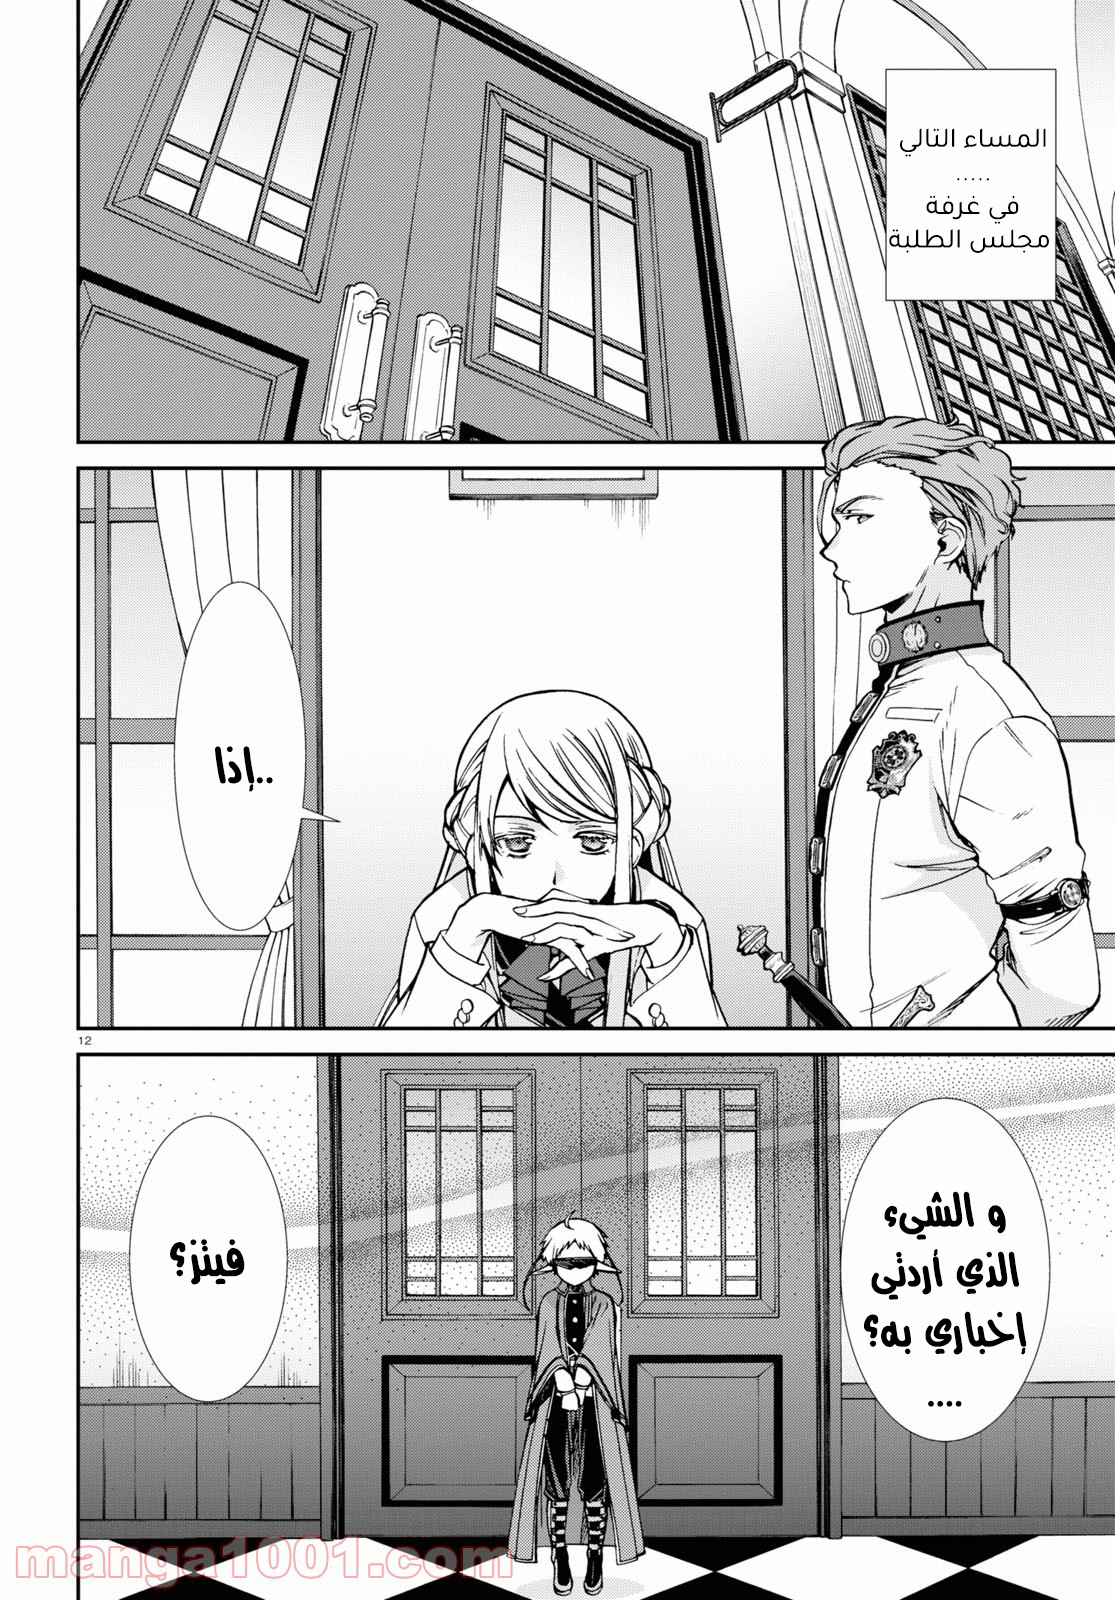 المساء التالي
.....
في غرفة
مجلس الطلبة
..إذا
12
و الشيء
الذي أردتي
إخباري به؟
....
فيتز؟
manga1001.com